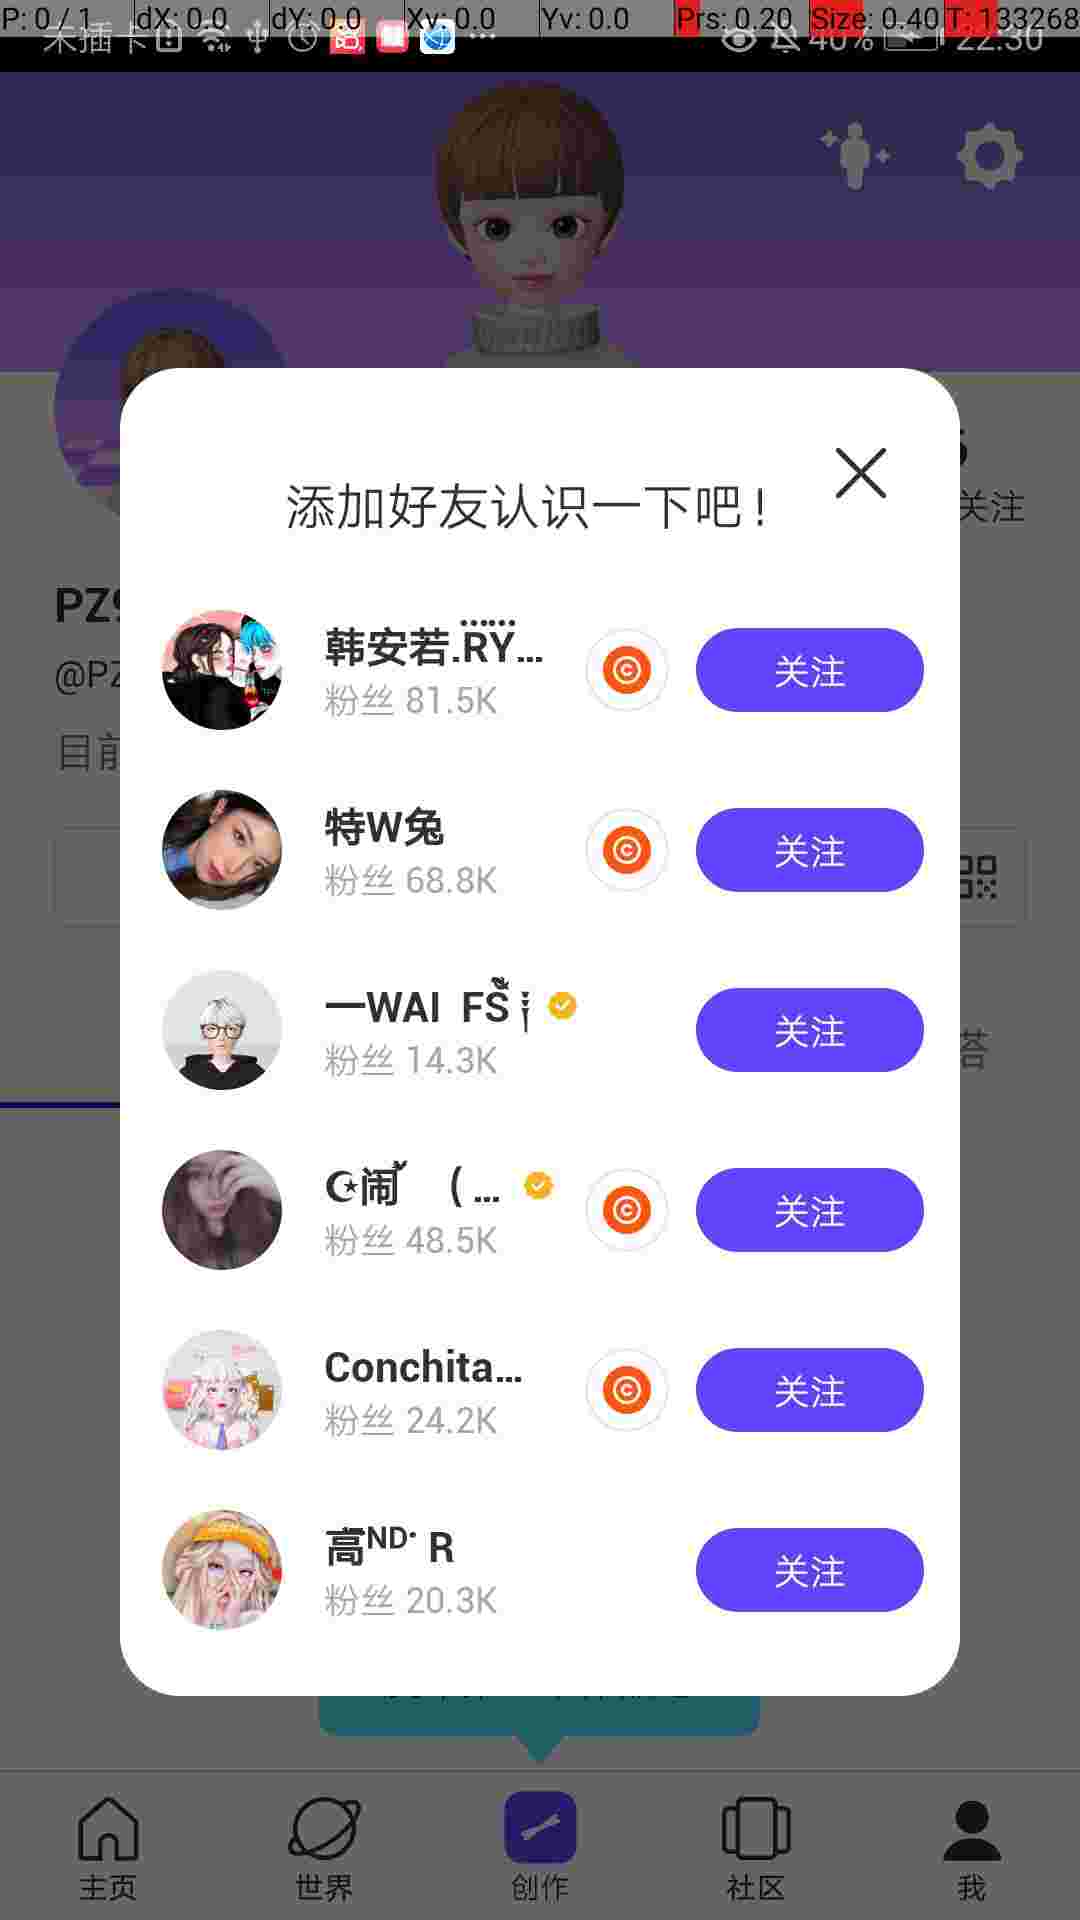 P: 0 / 1 dX: 0.0 dY: 0.0 Xv: 0.0 Yv: 0.0 Prs: 0.20 Size: 0.40 T: 133268
未插卡 40% 22:30
关注
添加好友认识一下吧！
PZ
@PZ
目前
韩安若.RY...
粉丝 81.5K
关注
特W兔
粉丝 68.8K
关注
一WAI FS
粉丝 14.3K
关注
搭
☪闹 ( ...
粉丝 48.5K
关注
Conchita...
粉丝 24.2K
关注
高ᴺᴰ· R
粉丝 20.3K
关注
主页 世界 创作 社区 我